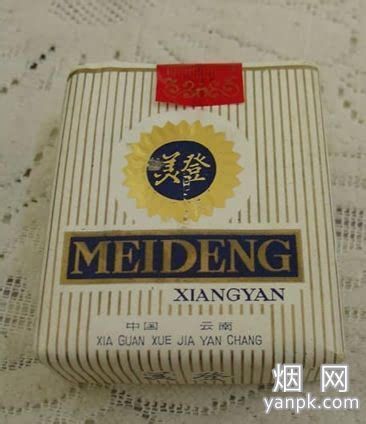 美登
MEIDENG
XIANGYAN
中国 云南
XIA GUAN XUE JIA YAN CHANG
烟网
yanpk.com